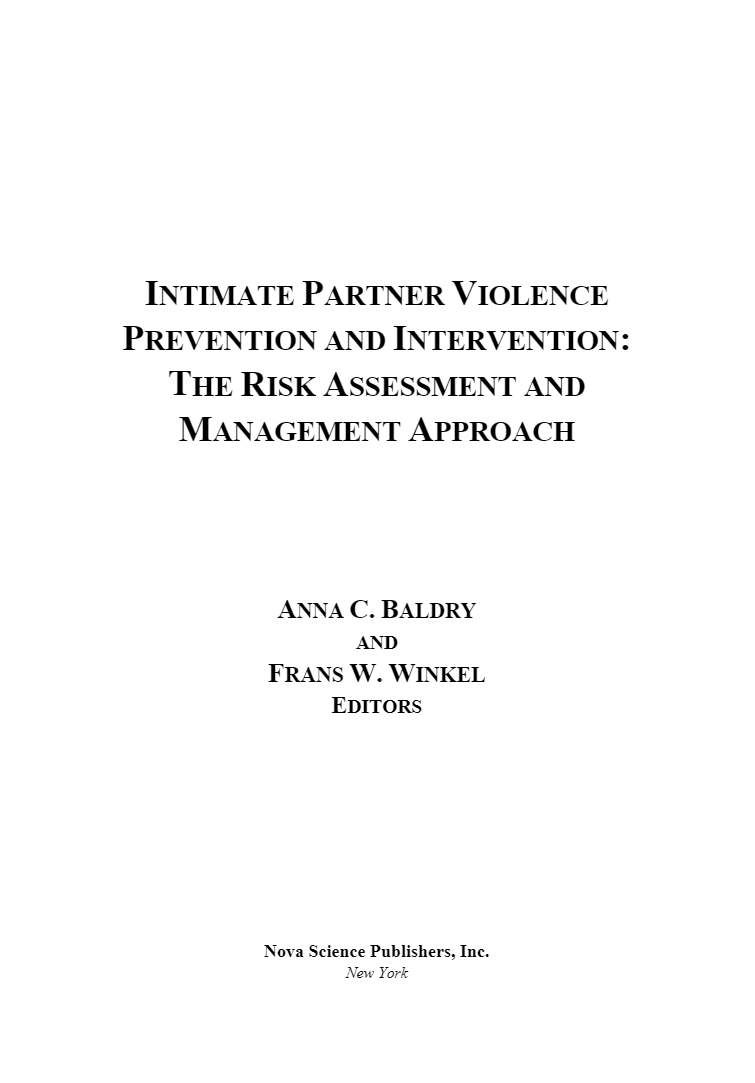 INTIMATE PARTNER VIOLENCE
PREVENTION AND INTERVENTION:
THE RISK ASSESSMENT AND
MANAGEMENT APPROACH
ANNA C. BALDRY
AND
FRANS W. WINKEL
EDITORS
Nova Science Publishers, Inc.
New York